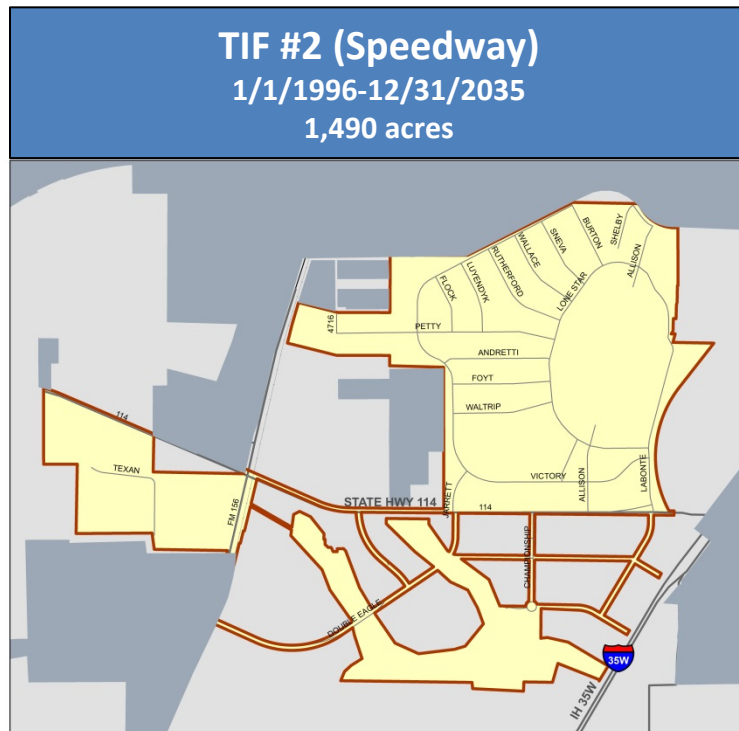 TIF #2 (Speedway)
1/1/1996-12/31/2035
1,490 acres
SHELBY
BURTON
SNEVA
WALLACE
RUTHERFORD
LUYENDYK
FLOCK
ALLISON
LONE STAR
4716
PETTY
ANDRETTI
FOYT
WALTRIP
114
TEXAN
VICTORY
ALLISON
LABONTE
JARRETT
STATE HWY 114
114
FM 156
CHAMPIONSHIP
DOUBLE EAGLE
35W
IH 35W